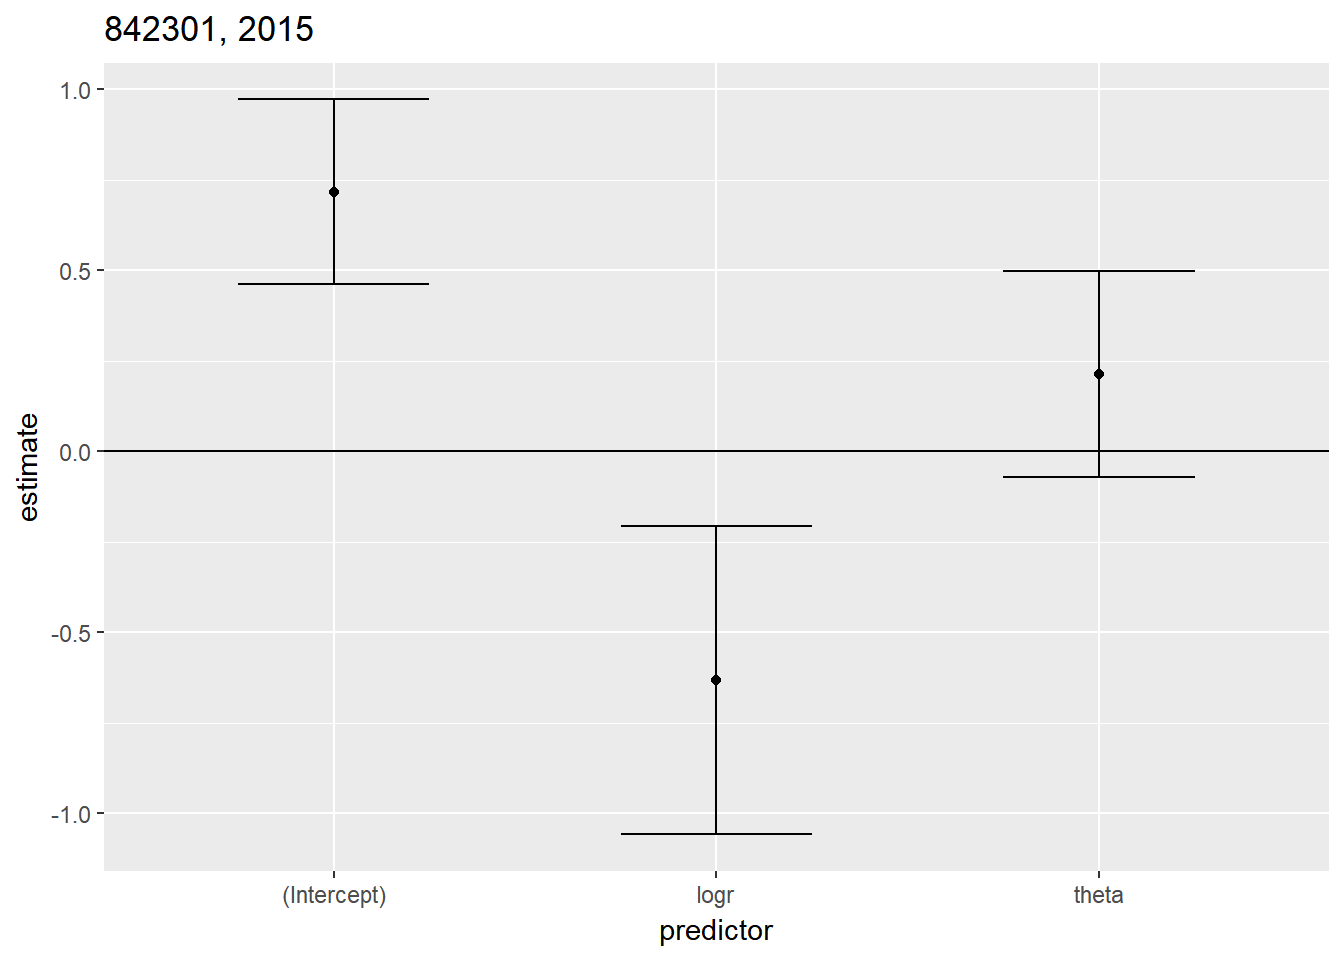 842301, 2015
1.0
0.5
0.0
-0.5
-1.0
estimate
(Intercept)
logr
theta
predictor